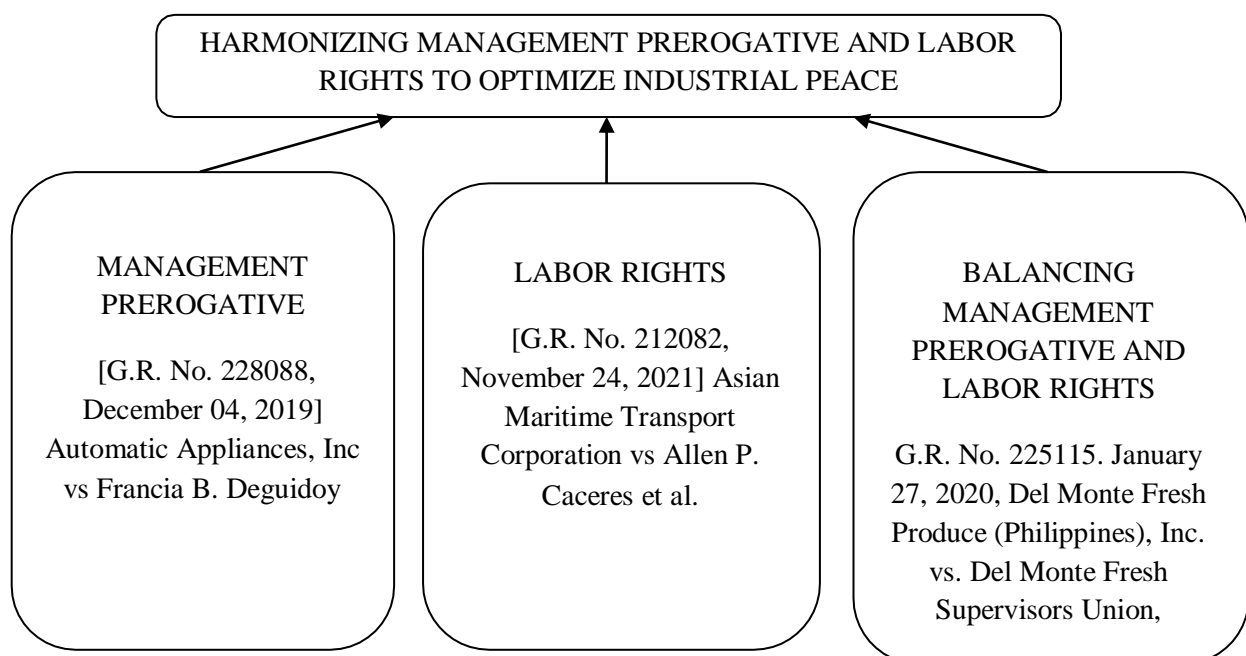 HARMONIZING MANAGEMENT PREROGATIVE AND LABOR
RIGHTS TO OPTIMIZE INDUSTRIAL PEACE
MANAGEMENT
PREROGATIVE
[G.R. No. 228088,
December 04, 2019]
Automatic Appliances, Inc
vs Francia B. Deguidoy
LABOR RIGHTS
[G.R. No. 212082,
November 24, 2021] Asian
Maritime Transport
Corporation vs Allen P.
Caceres et al.
BALANCING
MANAGEMENT
PREROGATIVE AND
LABOR RIGHTS
G.R. No. 225115. January
27, 2020, Del Monte Fresh
Produce (Philippines), Inc.
vs. Del Monte Fresh
Supervisors Union,